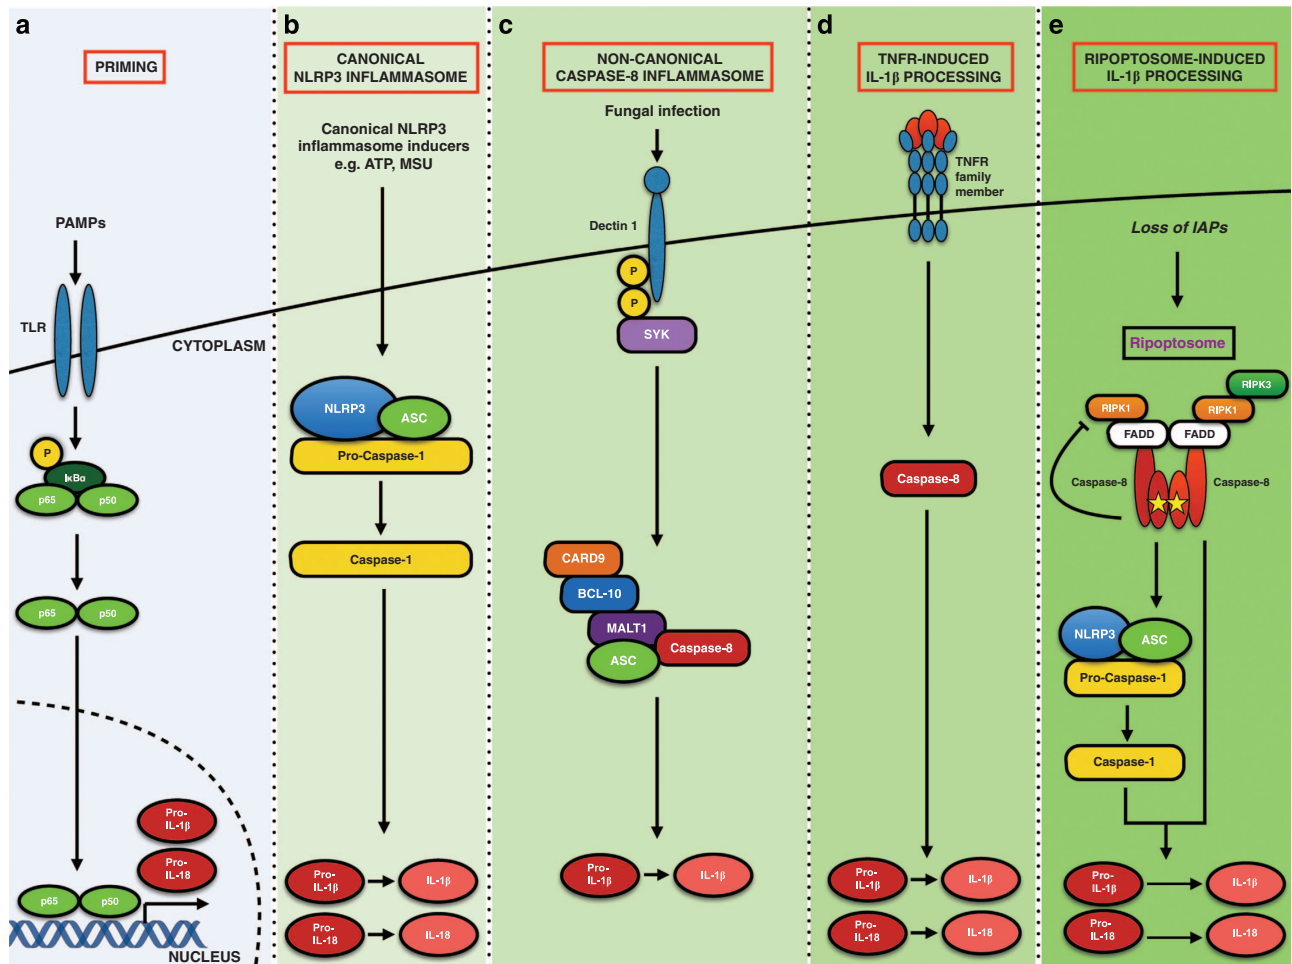 a
PRIMING
PAMPs
TLR
CYTOPLASM
P
IκBα
p65
p50
p65
p50
Pro-
IL-1β
Pro-
IL-18
p65
p50
NUCLEUS
b
CANONICAL
NLRP3 INFLAMMASOME
Canonical NLRP3
inflammasome inducers
e.g. ATP, MSU
NLRP3
ASC
Pro-Caspase-1
Caspase-1
Pro-
IL-1β
IL-1β
Pro-
IL-18
IL-18
c
NON-CANONICAL
CASPASE-8 INFLAMMASOME
Fungal infection
Dectin 1
P
P
SYK
CARD9
BCL-10
MALT1
ASC
Caspase-8
Pro-
IL-1β
IL-1β
d
TNFR-INDUCED
IL-1β PROCESSING
TNFR
family
member
Caspase-8
Pro-
IL-1β
IL-1β
Pro-
IL-18
IL-18
e
RIPOPTOSOME-INDUCED
IL-1β PROCESSING
Loss of IAPs
Ripoptosome
RIPK3
RIPK1
RIPK1
FADD
FADD
Caspase-8
Caspase-8
NLRP3
ASC
Pro-Caspase-1
Caspase-1
Pro-
IL-1β
IL-1β
Pro-
IL-18
IL-18